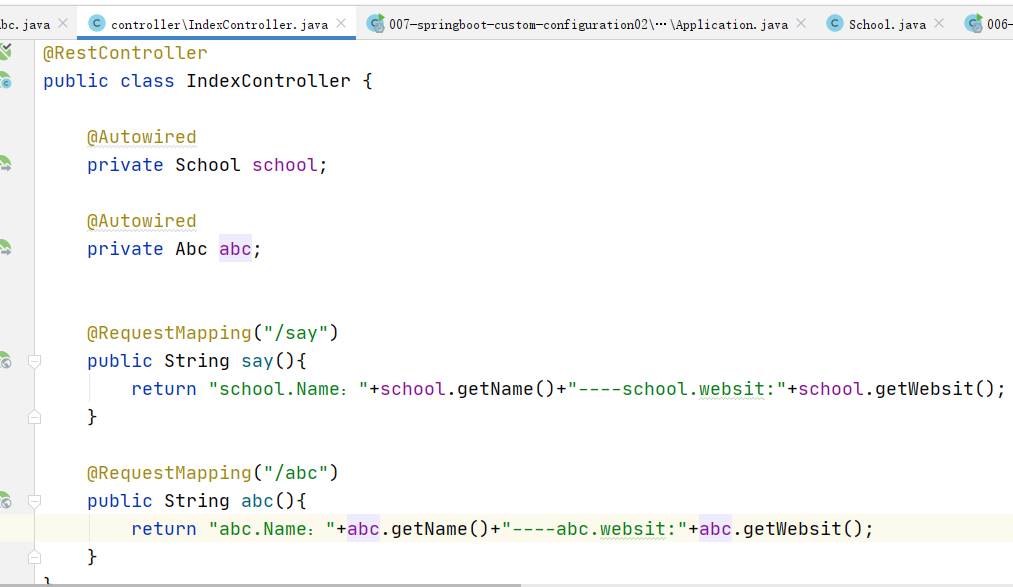 bc.java controller\IndexController.java 007-springboot-custom-configuration02\···\Application.java School.java 006-
@RestController
public class IndexController {
@Autowired
private School school;
@Autowired
private Abc abc;
@RequestMapping("/say")
public String say(){
return "school.Name："+school.getName()+"----school.websit:"+school.getWebsit();
}
@RequestMapping("/abc")
public String abc(){
return "abc.Name："+abc.getName()+"----abc.websit:"+abc.getWebsit();
}
}